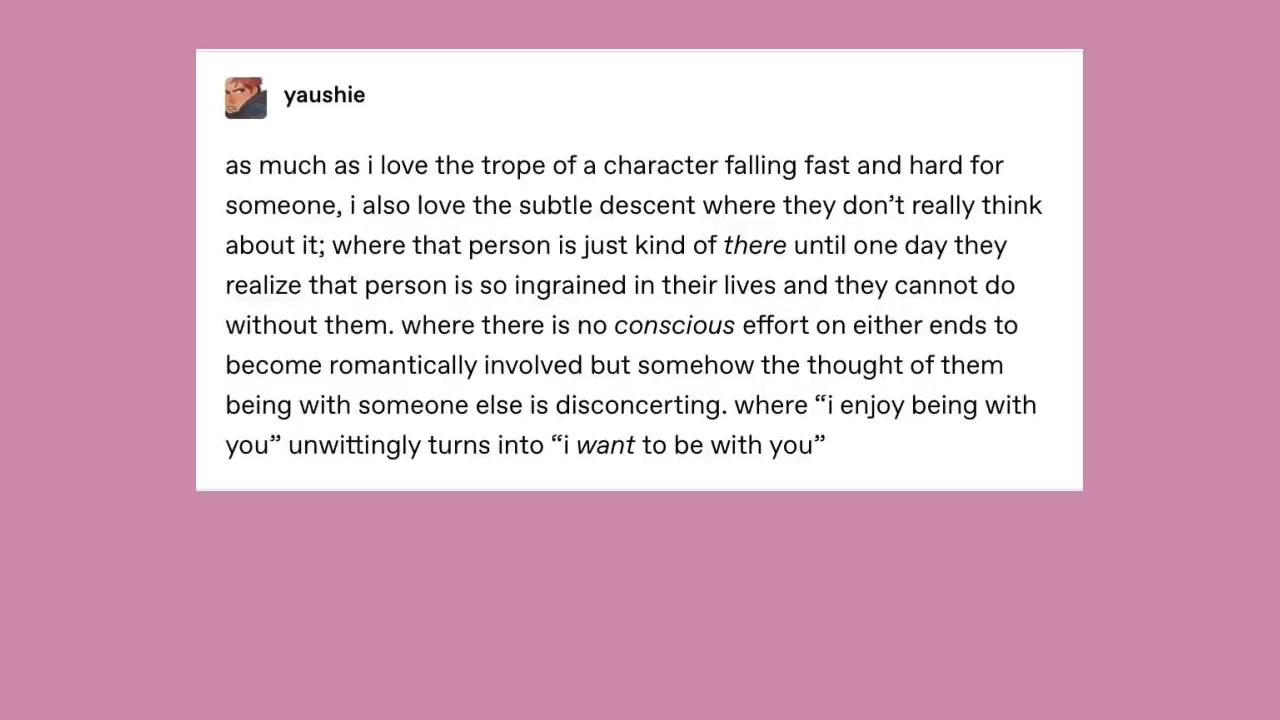 yaushie
as much as i love the trope of a character falling fast and hard for
someone, i also love the subtle descent where they don’t really think
about it; where that person is just kind of there until one day they
realize that person is so ingrained in their lives and they cannot do
without them. where there is no conscious effort on either ends to
become romantically involved but somehow the thought of them
being with someone else is disconcerting. where “i enjoy being with
you” unwittingly turns into “i want to be with you”